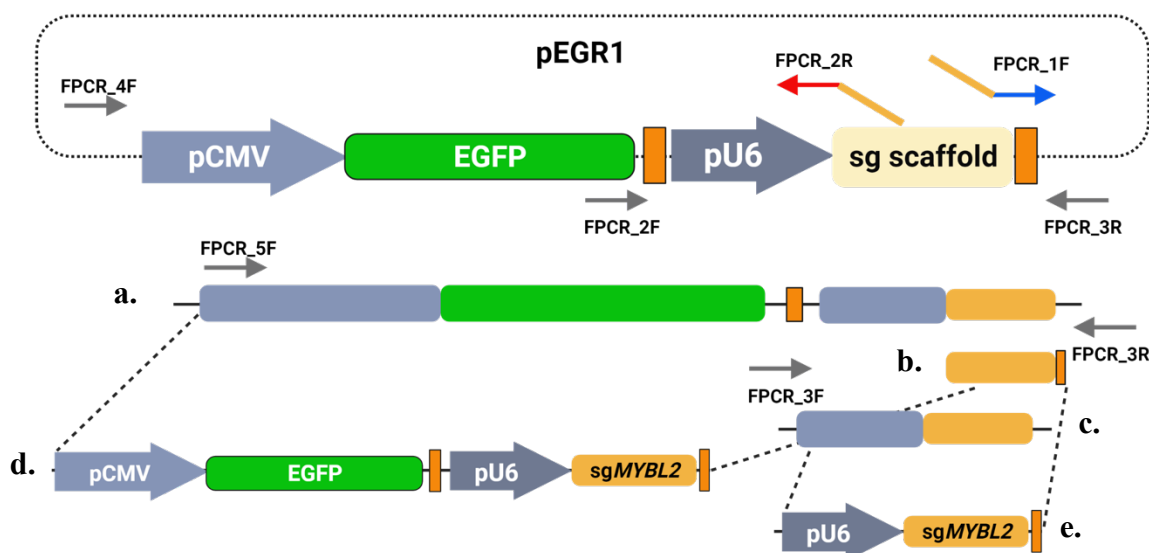 pEGR1
FPCR_4F
FPCR_2R
FPCR_1F
pCMV
EGFP
pU6
sg scaffold
FPCR_2F
FPCR_3R
FPCR_5F
a.
FPCR_3R
b.
FPCR_3F
c.
d.
pCMV
EGFP
pU6
sgMYBL2
pU6
sgMYBL2
e.